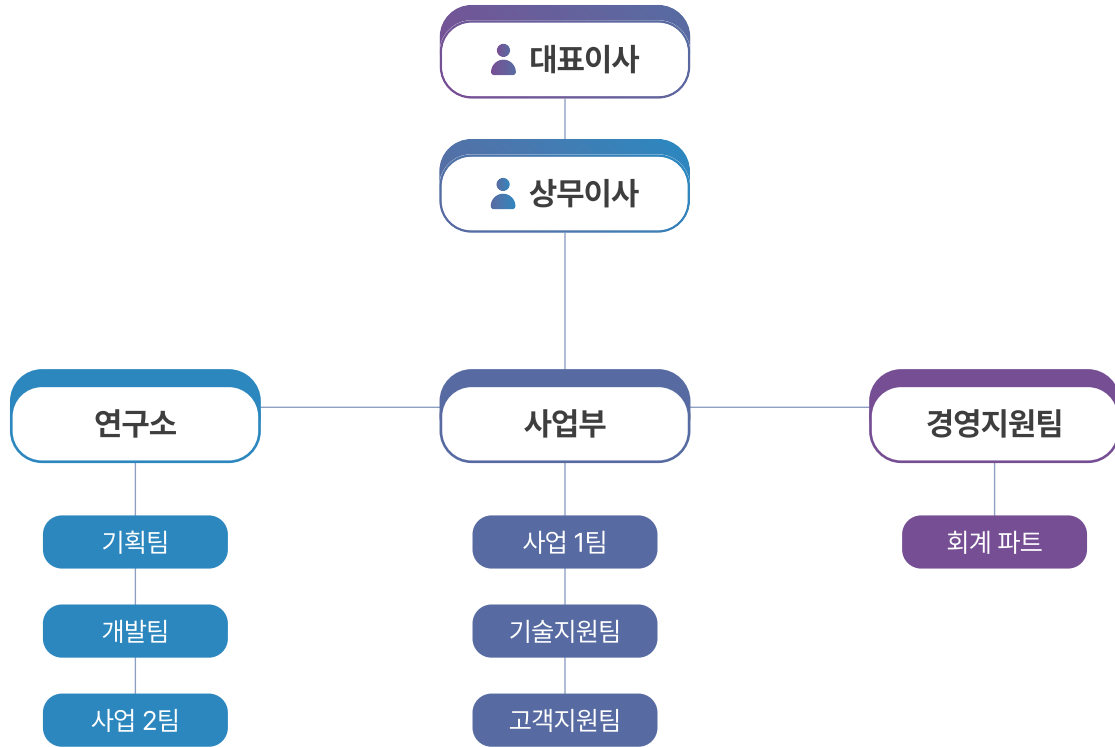 대표이사
상무이사
연구소
사업부
경영지원팀
기획팀
사업 1팀
회계 파트
개발팀
기술지원팀
사업 2팀
고객지원팀